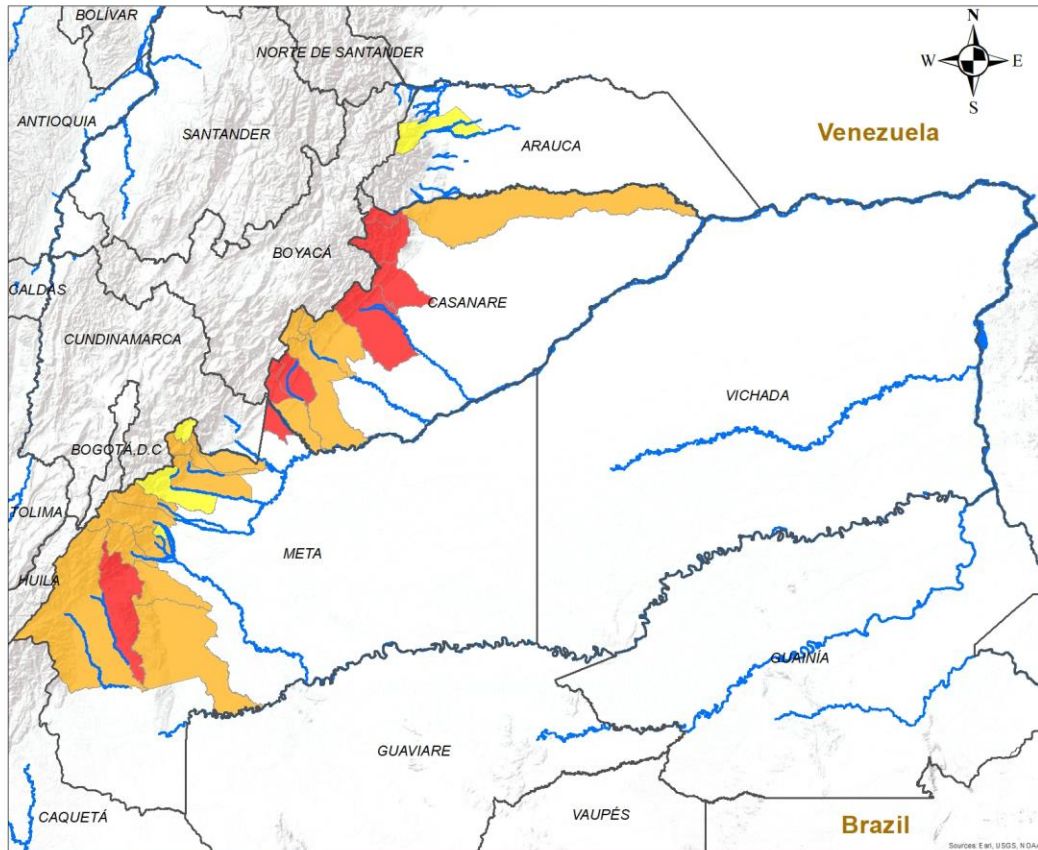 BOLÍVAR
NORTE DE SANTANDER
N
W E
S
ANTIOQUIA
SANTANDER
ARAUCA
Venezuela
BOYACÁ
CALDAS
CASANARE
CUNDINAMARCA
VICHADA
BOGOTÁ,D.C
TOLIMA
META
HUILA
GUAINÍA
GUAVIARE
CAQUETÁ
VAUPÉS
Brazil
Sources: Esri, USGS, NOAA